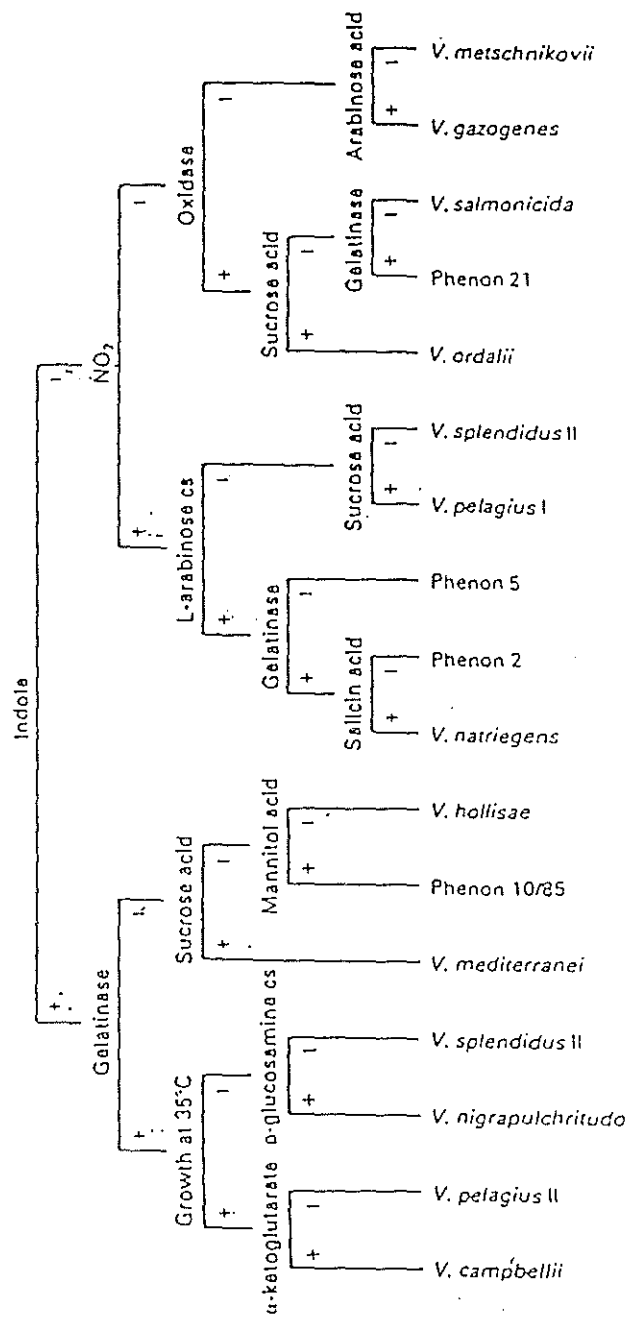 Indole
+ −
Gelatinase
NO₂
+ −
+ −
Growth at 35°C
Sucrose acid
L-arabinose cs
Oxidase
+ −
+ −
+ −
+ −
α-ketoglutarate
D-glucosamine cs
Mannitol acid
Gelatinase
Sucrose acid
Sucrose acid
Arabinose acid
+ −
+ −
+ −
+ −
+ −
+ −
+ −
Salicin acid
Gelatinase
+ −
+ −
V. campbellii
V. pelagius II
V. nigrapulchritudo
V. splendidus II
V. mediterranei
Phenon 10/85
V. hollisae
V. natriegens
Phenon 2
Phenon 5
V. pelagius I
V. splendidus II
V. ordalii
Phenon 21
V. salmonicida
V. gazogenes
V. metschnikovii